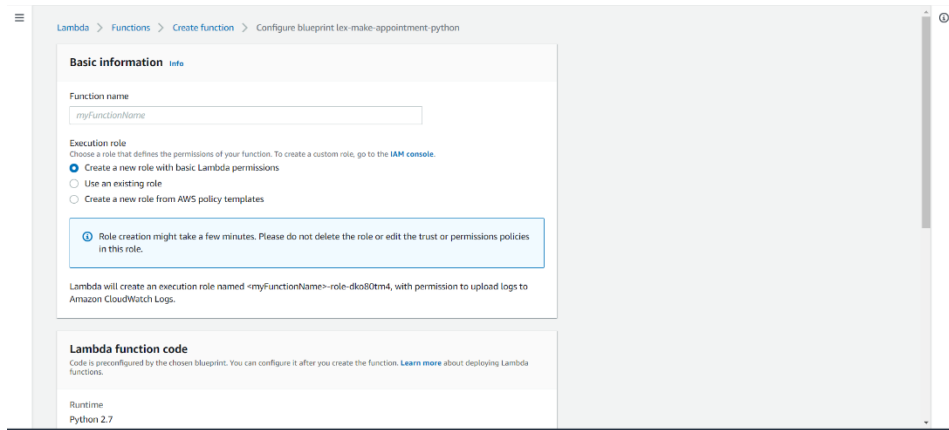 Lambda > Functions > Create function > Configure blueprint lex-make-appointment-python
Basic information Info
Function name
myFunctionName
Execution role
Choose a role that defines the permissions of your function. To create a custom role, go to the IAM console.
Create a new role with basic Lambda permissions
Use an existing role
Create a new role from AWS policy templates
Role creation might take a few minutes. Please do not delete the role or edit the trust or permissions policies
in this role.
Lambda will create an execution role named <myFunctionName>-role-dko80tm4, with permission to upload logs to
Amazon CloudWatch Logs.
Lambda function code
Code is preconfigured by the chosen blueprint. You can configure it after you create the function. Learn more about deploying Lambda
functions.
Runtime
Python 2.7